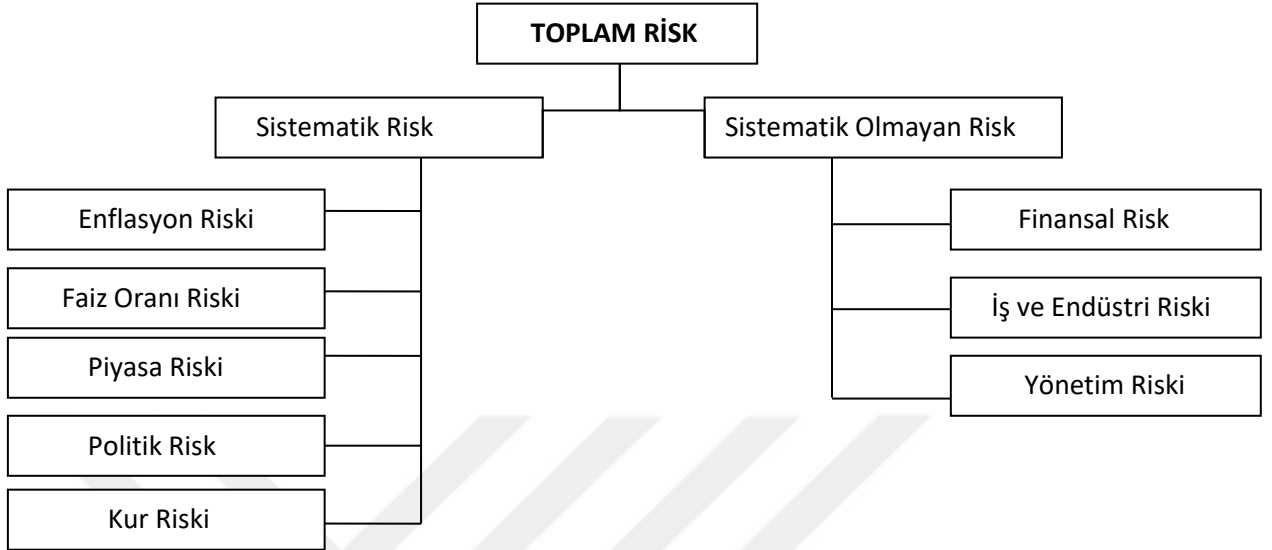 TOPLAM RİSK
Sistematik Risk
Sistematik Olmayan Risk
Enflasyon Riski
Faiz Oranı Riski
Piyasa Riski
Politik Risk
Kur Riski
Finansal Risk
İş ve Endüstri Riski
Yönetim Riski